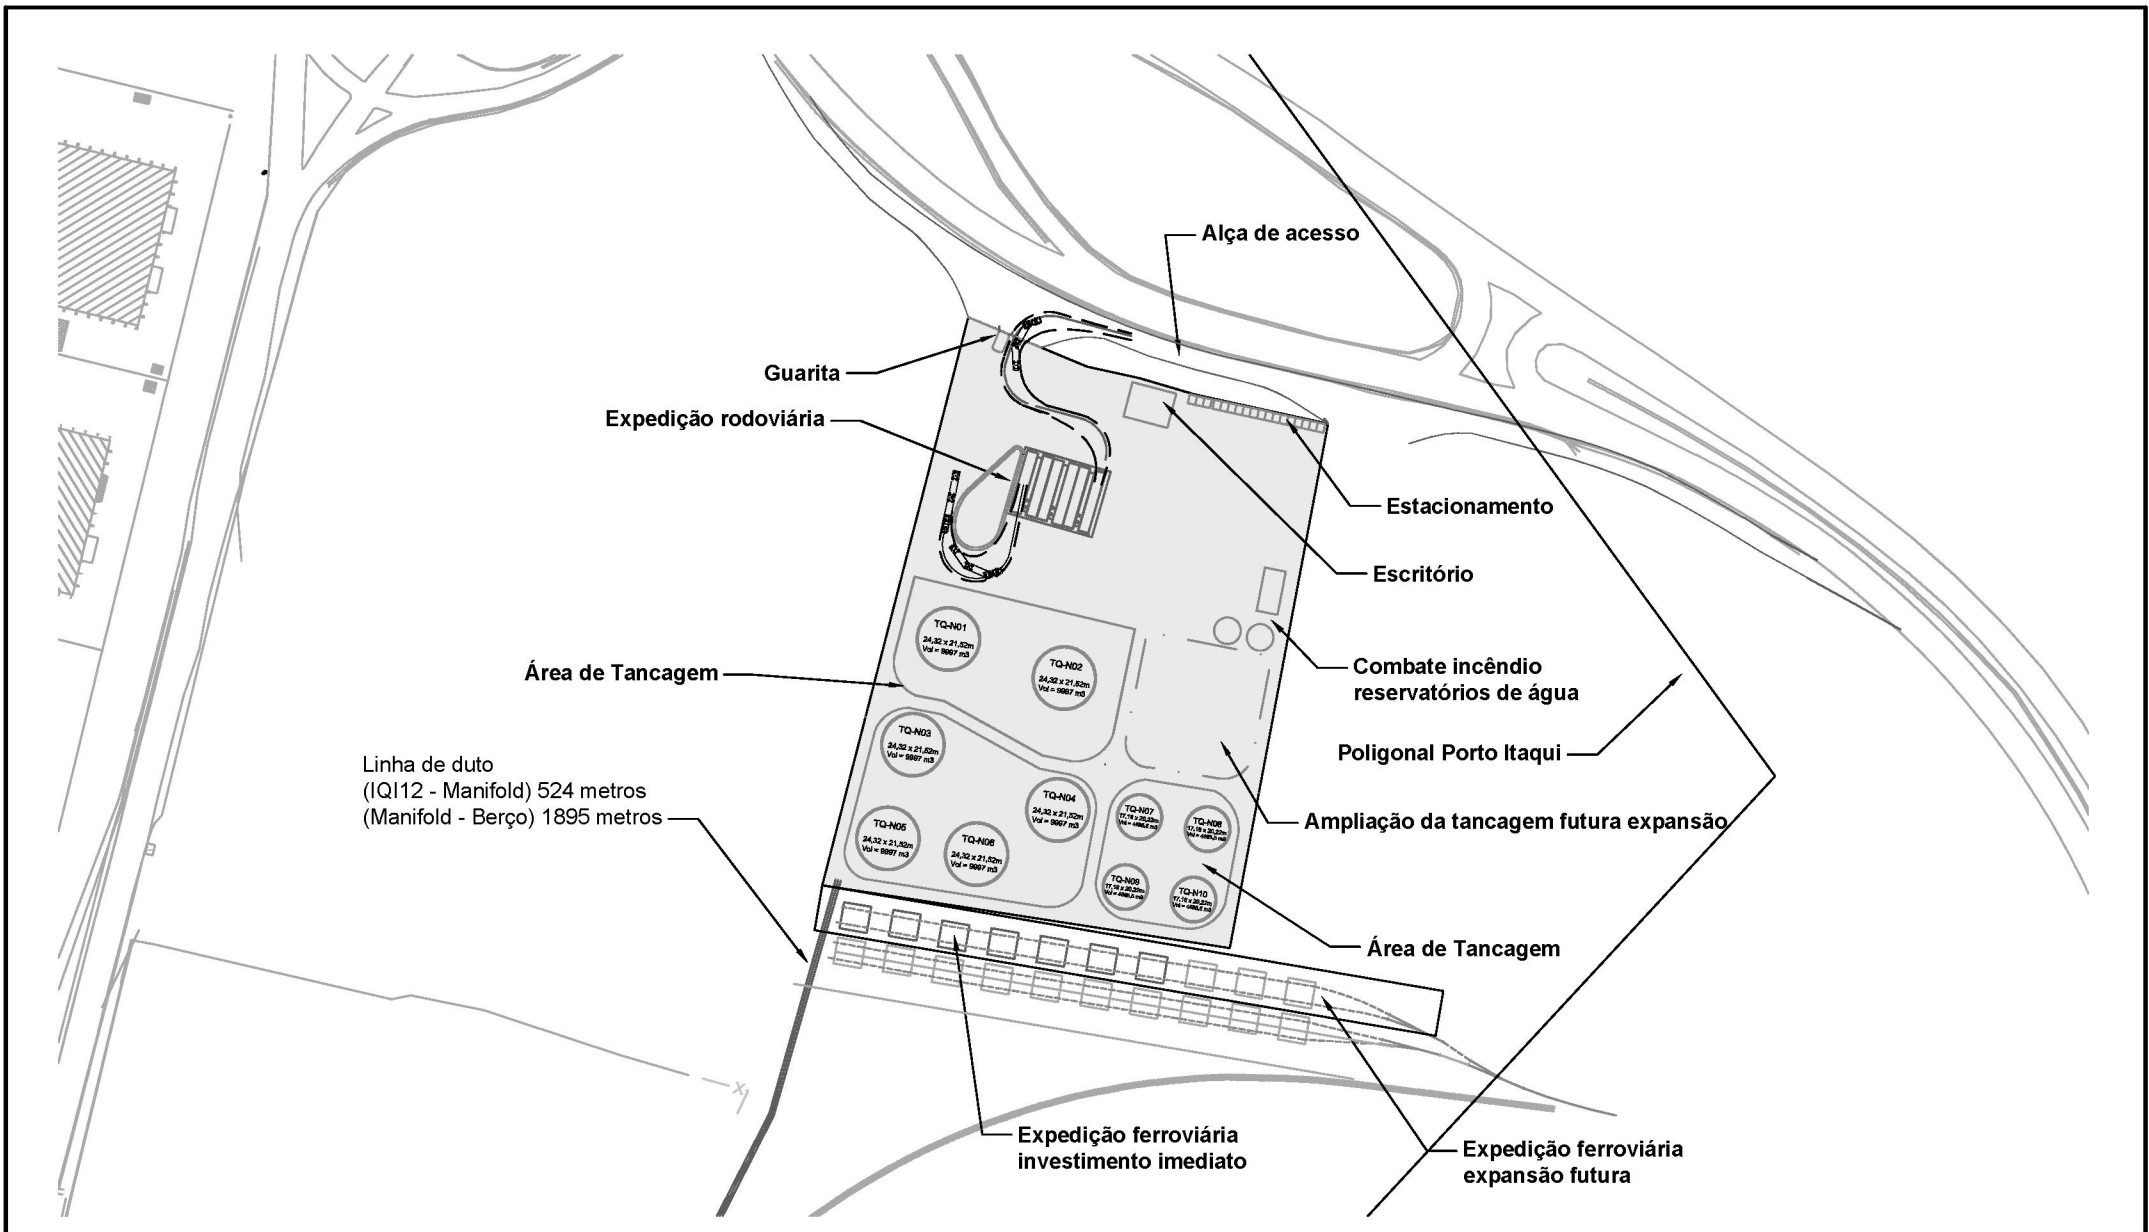 Alça de acesso
Guarita
Expedição rodoviária
Estacionamento
Escritório
TQ-N01
24,32 x 21,52m
Vol = 9997 m3
TQ-N02
24,32 x 21,52m
Vol = 9997 m3
Área de Tancagem
Combate incêndio
reservatórios de água
TQ-N03
24,32 x 21,52m
Vol = 9997 m3
Poligonal Porto Itaqui
Linha de duto
(IQI12 - Manifold) 524 metros
(Manifold - Berço) 1895 metros
TQ-N04
24,32 x 21,52m
Vol = 9997 m3
TQ-N05
24,32 x 21,52m
Vol = 9997 m3
TQ-N06
24,32 x 21,52m
Vol = 9997 m3
TQ-N07
TQ-N08
Ampliação da tancagem futura expansão
TQ-N09
TQ-N10
Área de Tancagem
X
Expedição ferroviária
investimento imediato
Expedição ferroviária
expansão futura